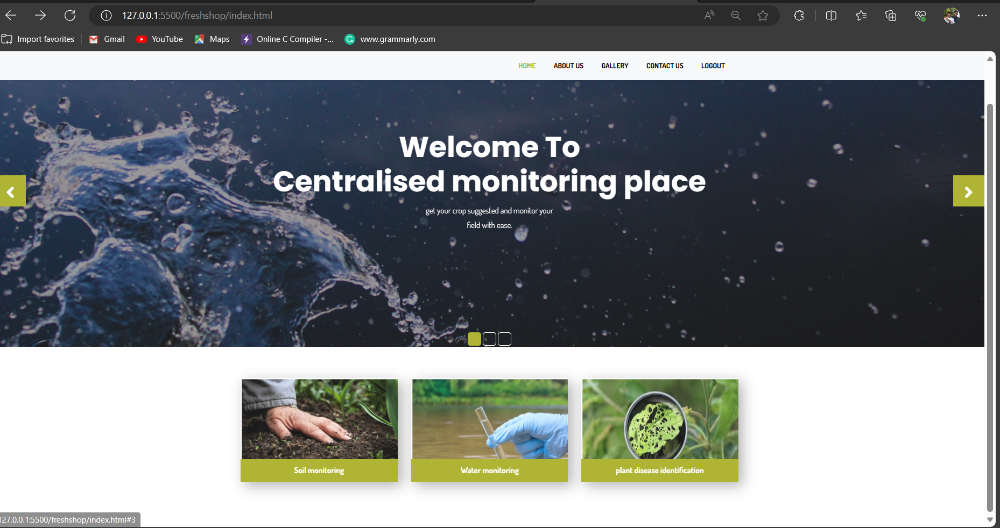 127.0.0.1:5500/freshshop/index.html
Import favorites Gmail YouTube Maps Online C Compiler -... www.grammarly.com
HOME ABOUT US GALLERY CONTACT US LOGOUT
Welcome To
Centralised monitoring place
get your crop suggested and monitor your
field with ease.
Soil monitoring Water monitoring plant disease identification
127.0.0.1:5500/freshshop/index.html#3